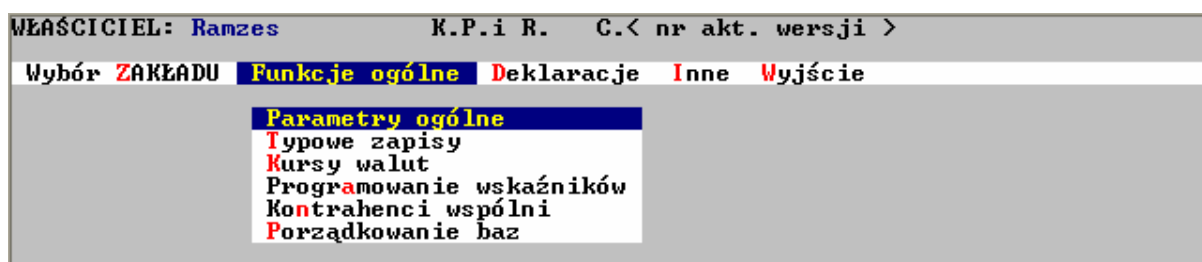 WŁAŚCICIEL: Ramzes K.P.i R. C.< nr akt. wersji >
Wybór ZAKŁADU Funkcje ogólne Deklaracje Inne Wyjście
Parametry ogólne
Typowe zapisy
Kursy walut
Programowanie wskaźników
Kontrahenci wspólni
Porządkowanie baz